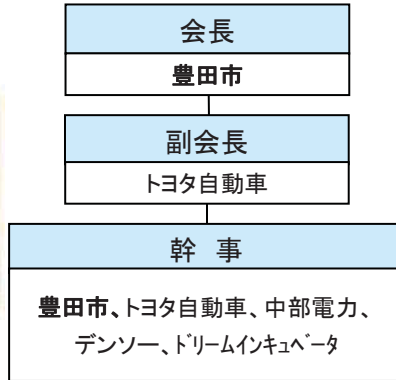 会長
豊田市
副会長
トヨタ自動車
幹 事
豊田市、トヨタ自動車、中部電力、
デンソー、ドリームインキュベータ